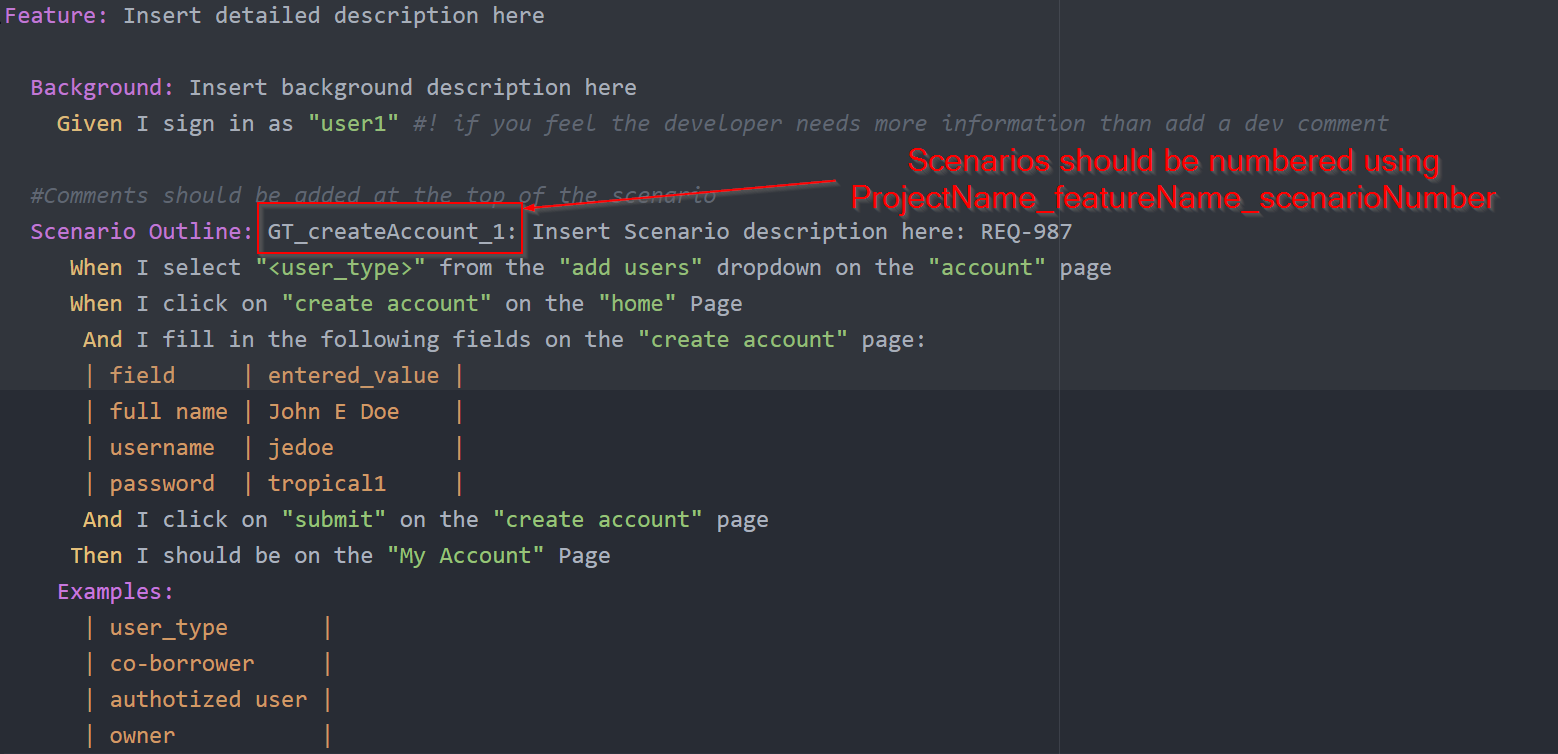 Feature: Insert detailed description here
Background: Insert background description here
Given I sign in as "user1" #! if you feel the developer needs more information than add a dev comment
Scenarios should be numbered using
ProjectName_featureName_scenarioNumber
#Comments should be added at the top of the scenario
Scenario Outline: GT_createAccount_1: Insert Scenario description here: REQ-987
When I select "<user_type>" from the "add users" dropdown on the "account" page
When I click on "create account" on the "home" Page
And I fill in the following fields on the "create account" page:
| field | entered_value |
| full name | John E Doe |
| username | jedoe |
| password | tropical1 |
And I click on "submit" on the "create account" page
Then I should be on the "My Account" Page
Examples:
| user_type |
| co-borrower |
| authotized user |
| owner |